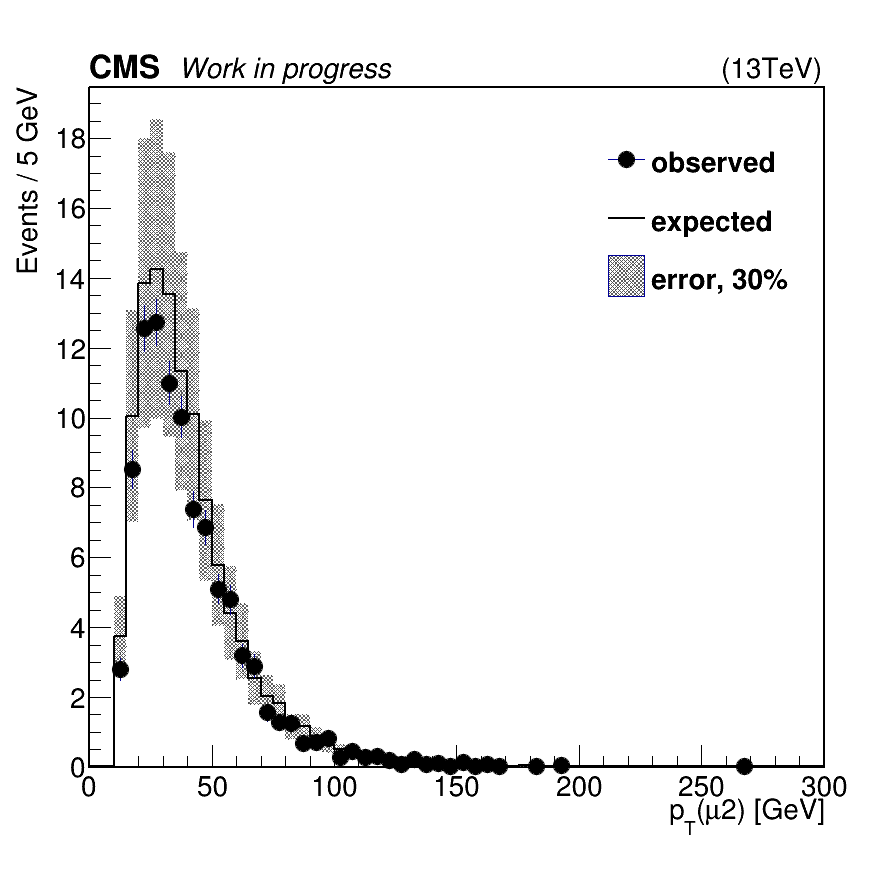 CMS Work in progress (13TeV)
Events / 5 GeV
18
16
14
12
10
8
6
4
2
0
observed
expected
error, 30%
0 50 100 150 200 250 300
pT(μ2) [GeV]